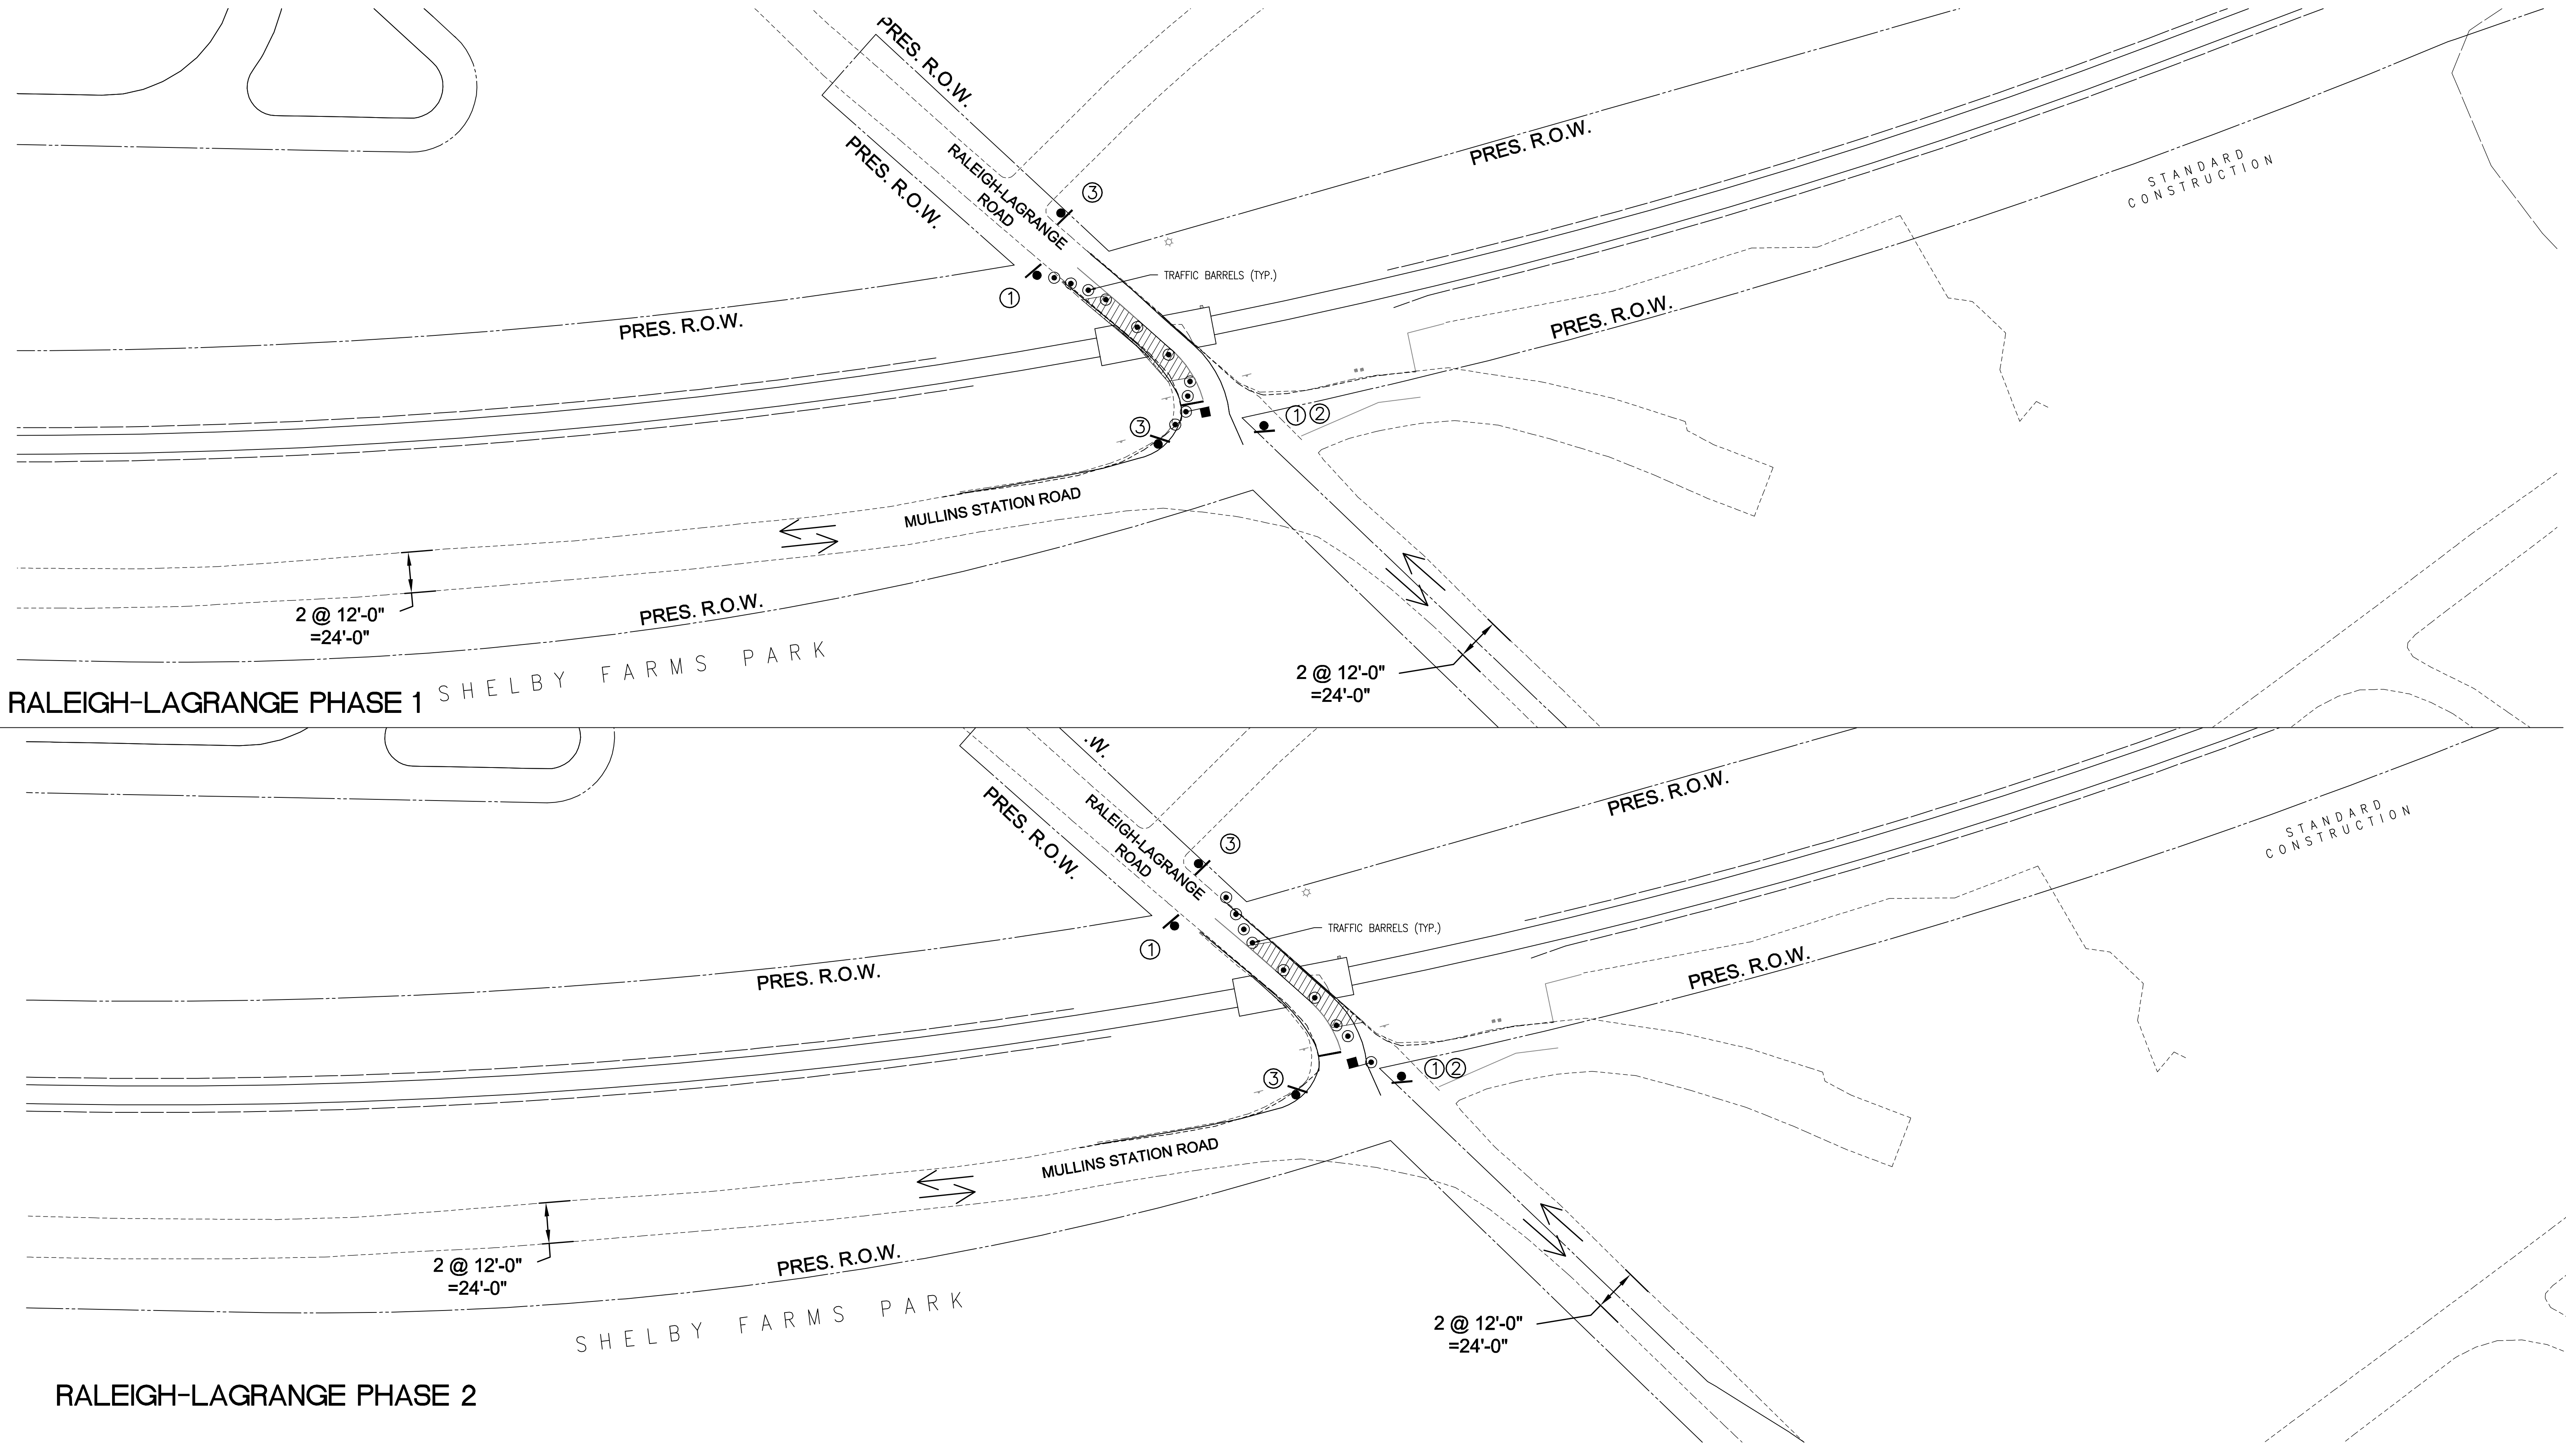 PRES. R.O.W.
PRES. R.O.W.
RALEIGH-LAGRANGE
ROAD
③
PRES. R.O.W.
STANDARD
CONSTRUCTION
TRAFFIC BARRELS (TYP.)
①
PRES. R.O.W.
PRES. R.O.W.
① ②
③
MULLINS STATION ROAD
2 @ 12'-0"
=24'-0"
PRES. R.O.W.
SHELBY FARMS PARK
2 @ 12'-0"
=24'-0"
RALEIGH-LAGRANGE PHASE 1
.W.
PRES. R.O.W.
RALEIGH-LAGRANGE
ROAD
③
PRES. R.O.W.
STANDARD
CONSTRUCTION
TRAFFIC BARRELS (TYP.)
①
PRES. R.O.W.
PRES. R.O.W.
①②
③
MULLINS STATION ROAD
2 @ 12'-0"
=24'-0"
PRES. R.O.W.
SHELBY FARMS PARK
2 @ 12'-0"
=24'-0"
RALEIGH-LAGRANGE PHASE 2